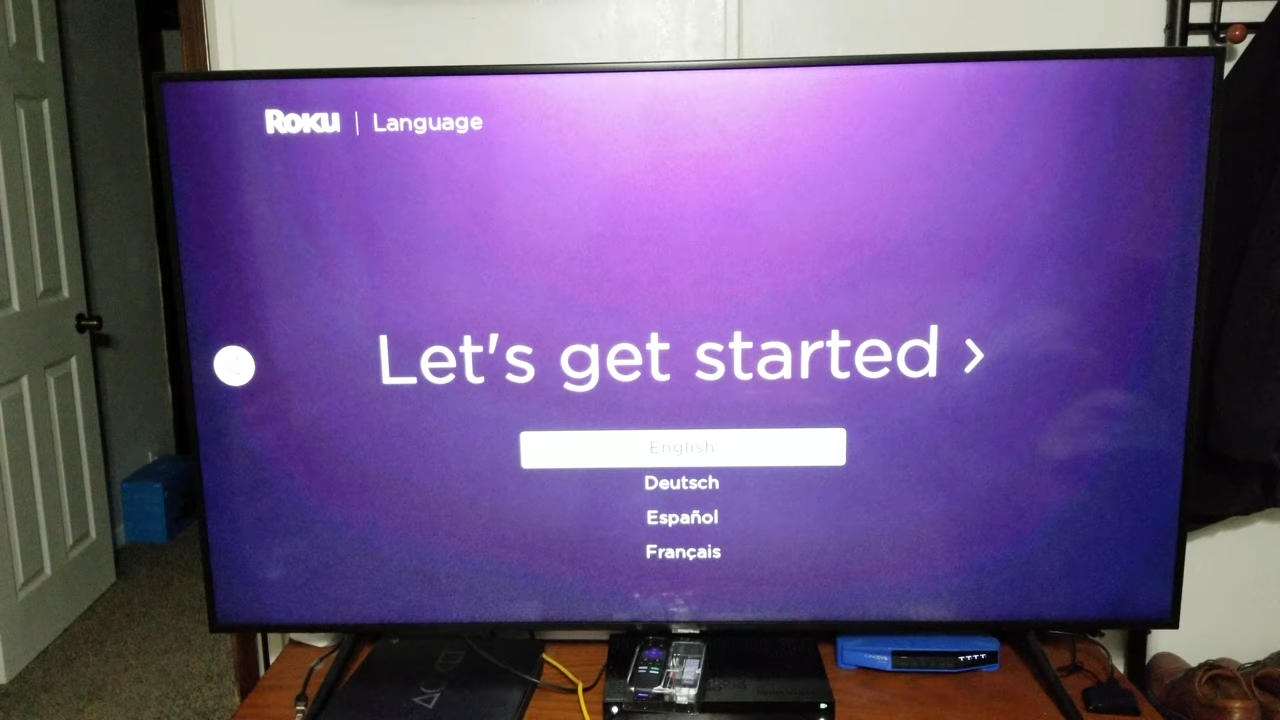 Roku | Language
Let's get started >
English
Deutsch
Español
Français